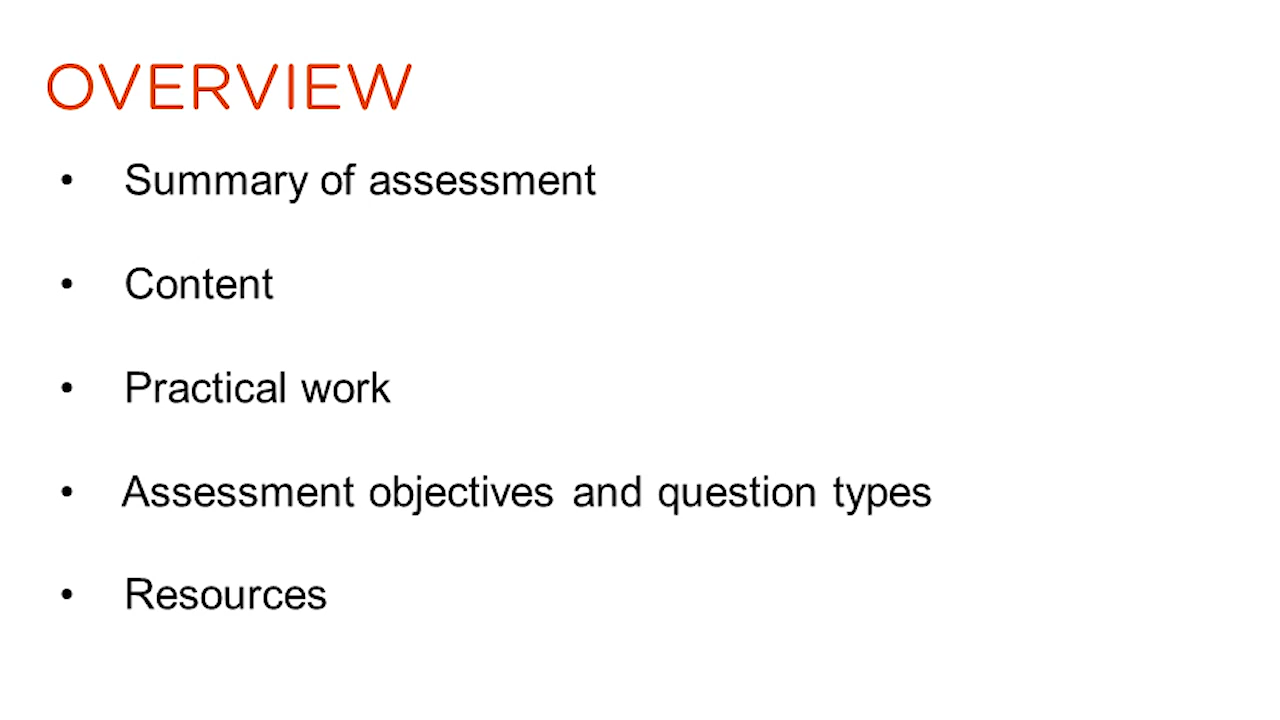 OVERVIEW
• Summary of assessment
• Content
• Practical work
• Assessment objectives and question types
• Resources